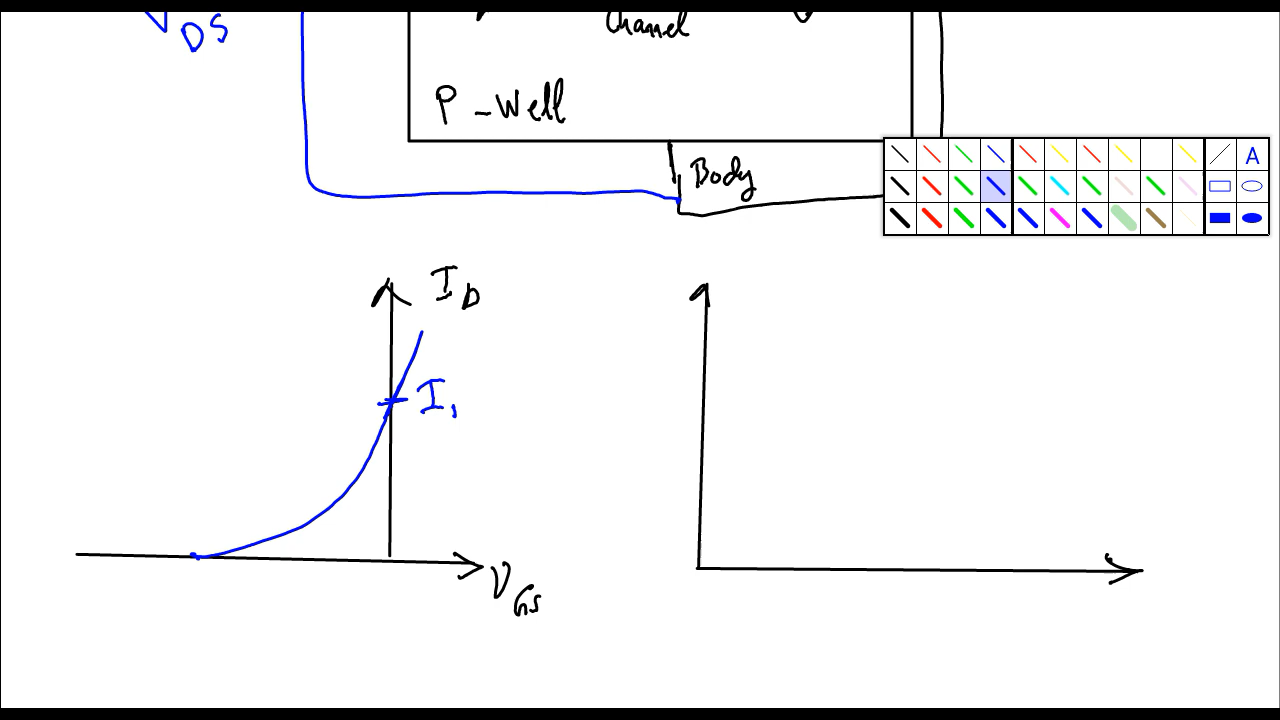 V_DS
Channel
P-Well
Body
I_D
I_1
V_GS
A